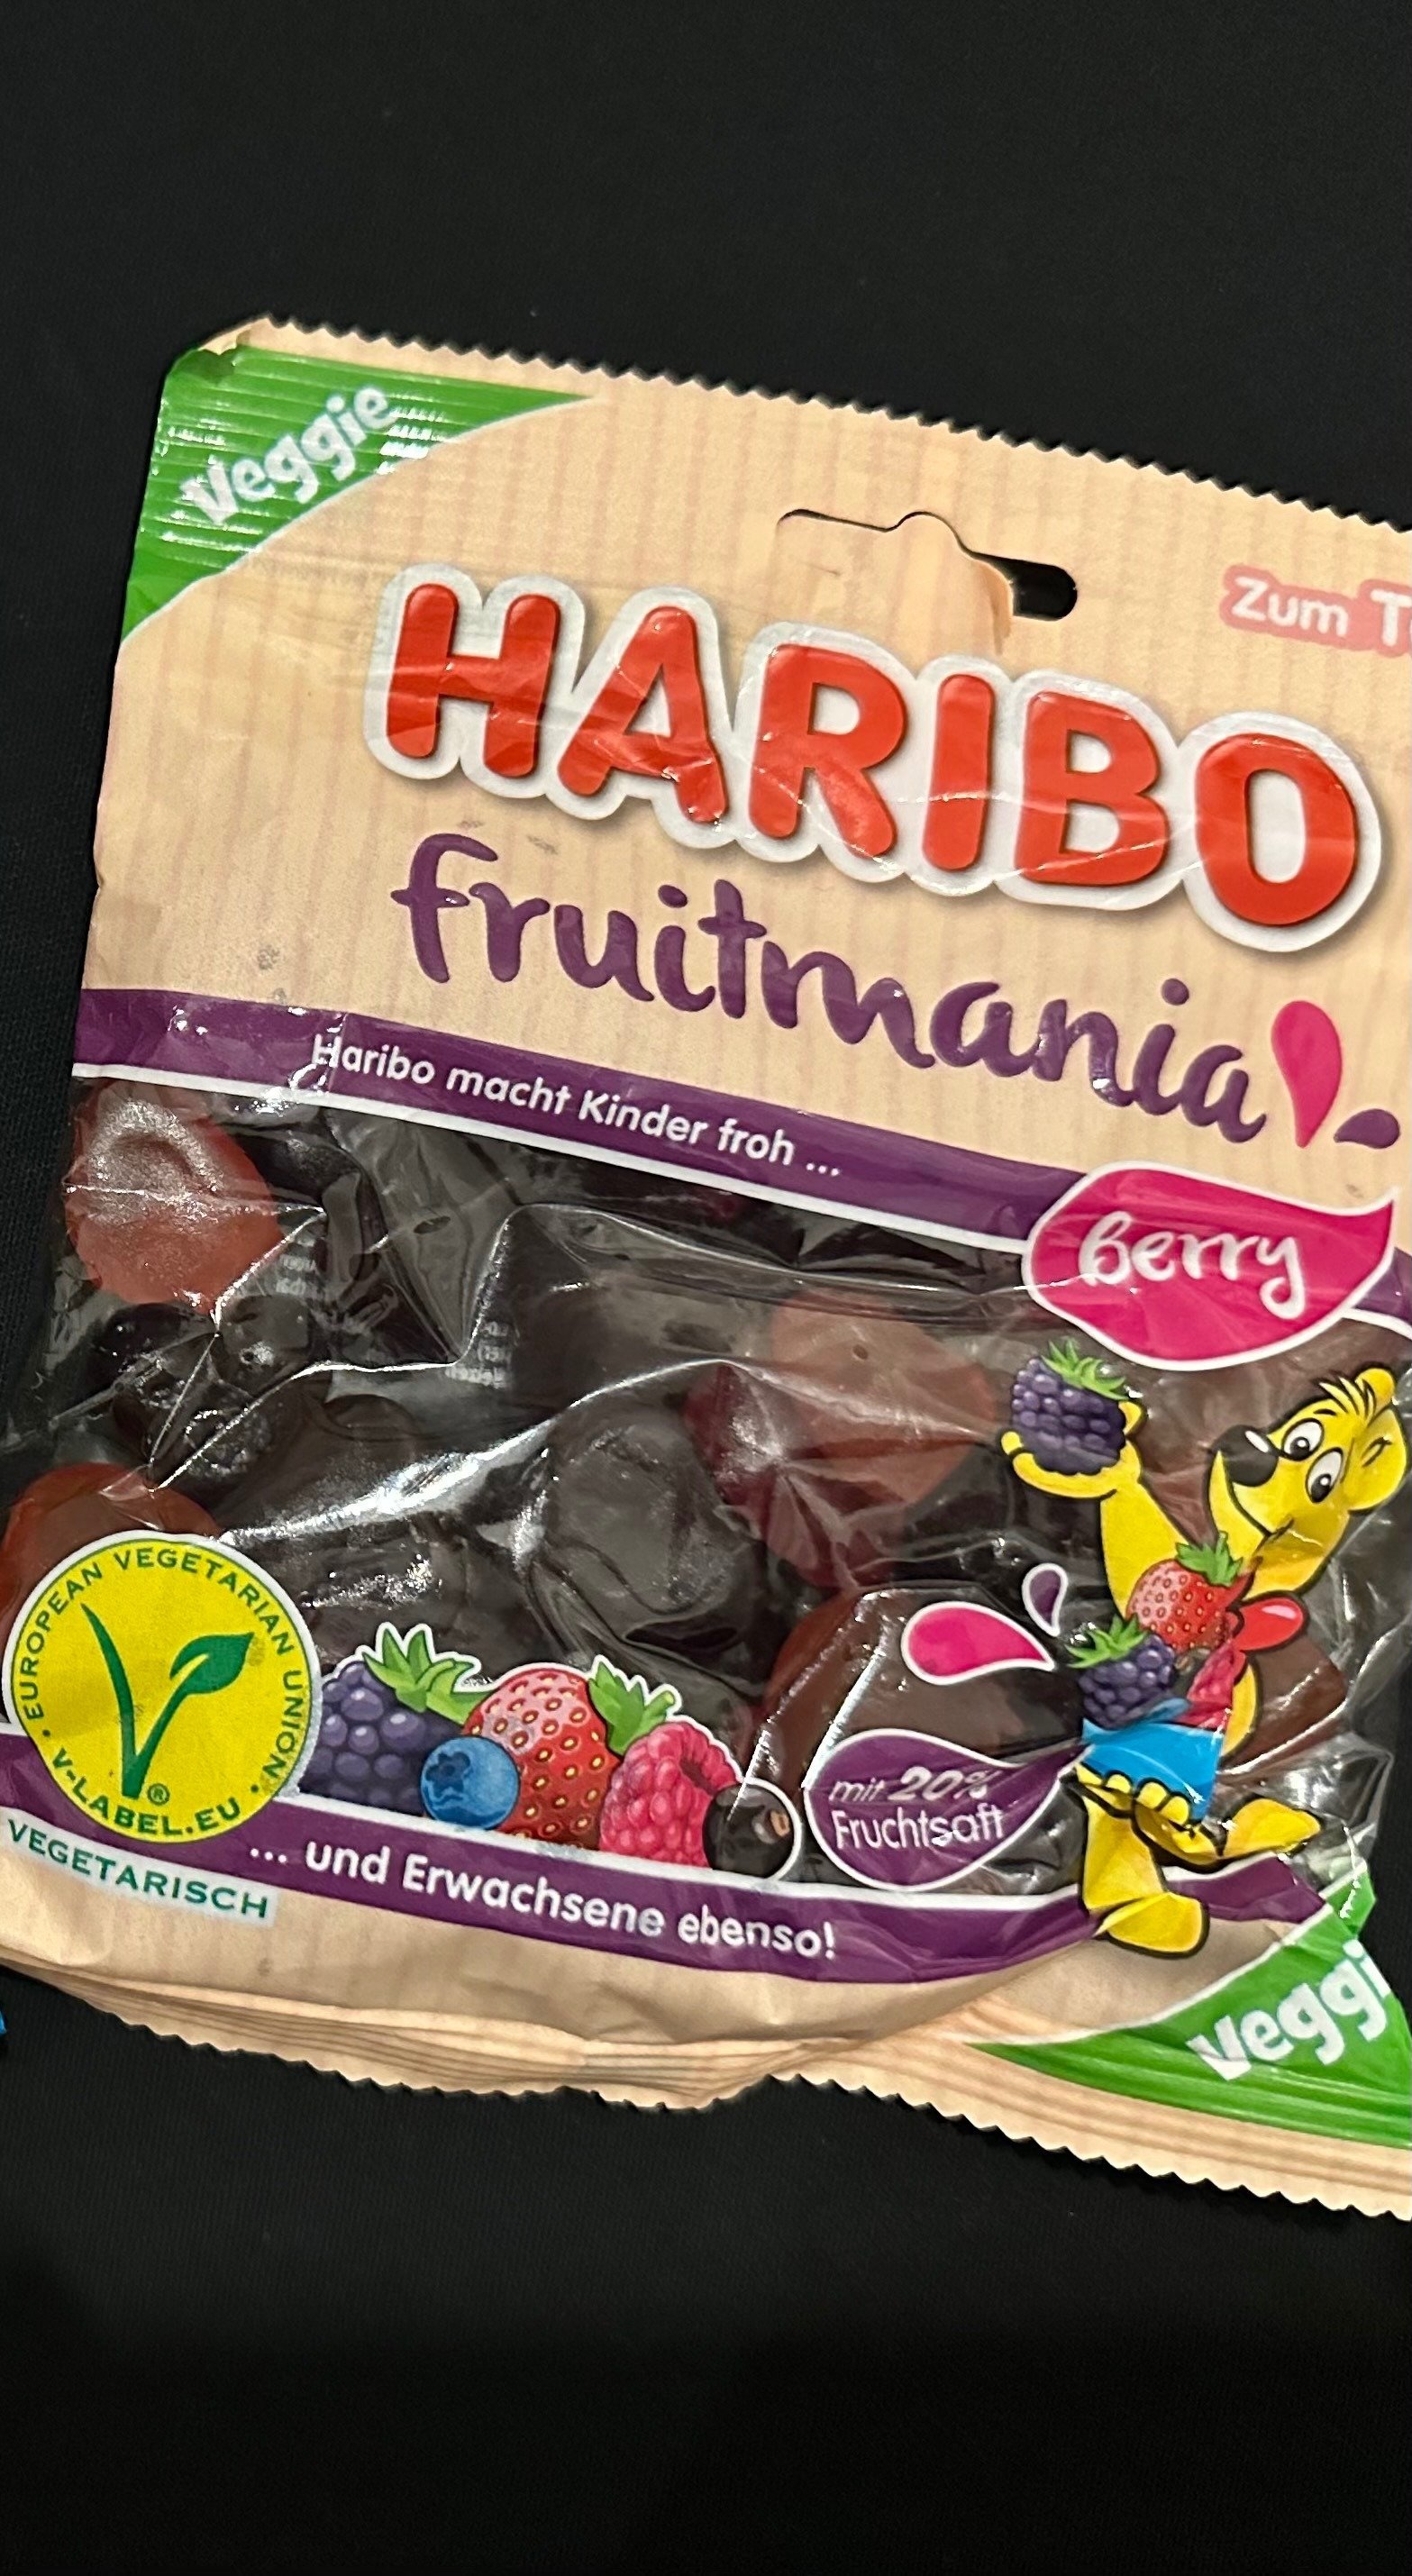 Veggie
Zum
HARIBO
fruitmania
Haribo macht Kinder froh ...
berry
EUROPEAN VEGETARIAN UNION
V-LABEL.EU
®
VEGETARISCH
mit 20%
Fruchtsaft
... und Erwachsene ebenso!